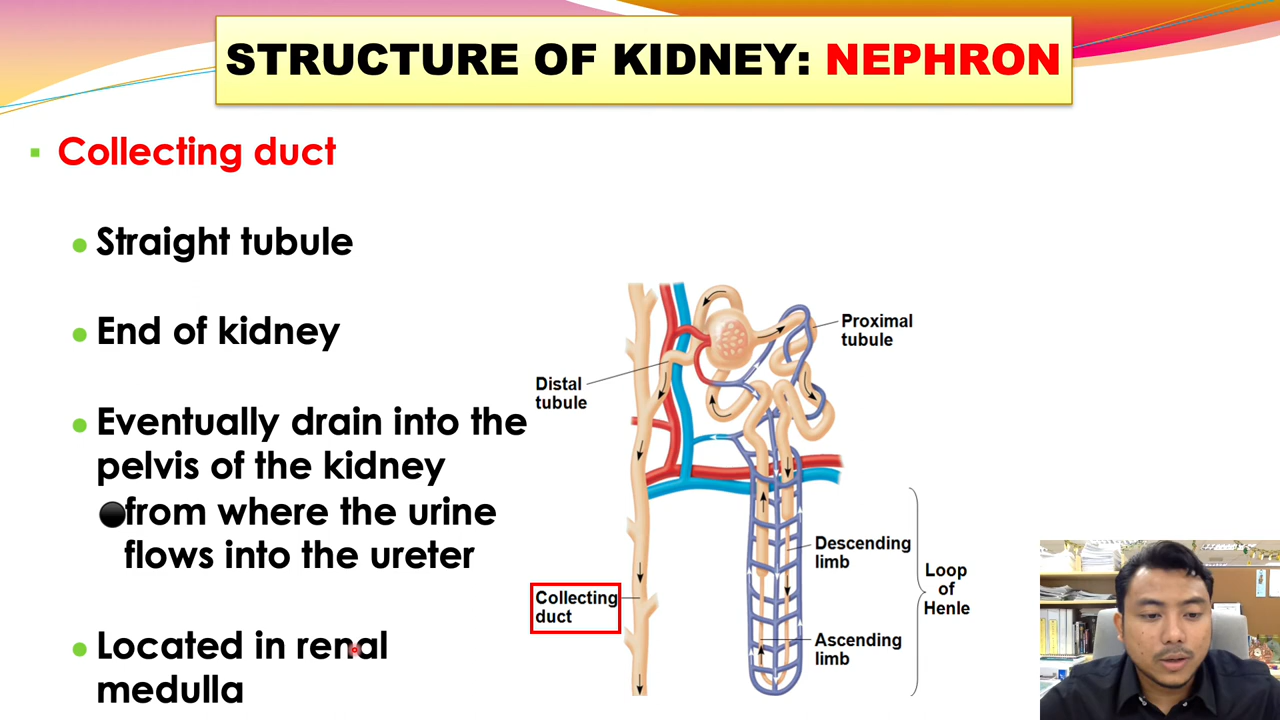 STRUCTURE OF KIDNEY: NEPHRON
Collecting duct
Straight tubule
End of kidney
Eventually drain into the
pelvis of the kidney
from where the urine
flows into the ureter
Located in renal
medulla
Proximal
tubule
Distal
tubule
Descending
limb
Loop
of
Henle
Collecting
duct
Ascending
limb